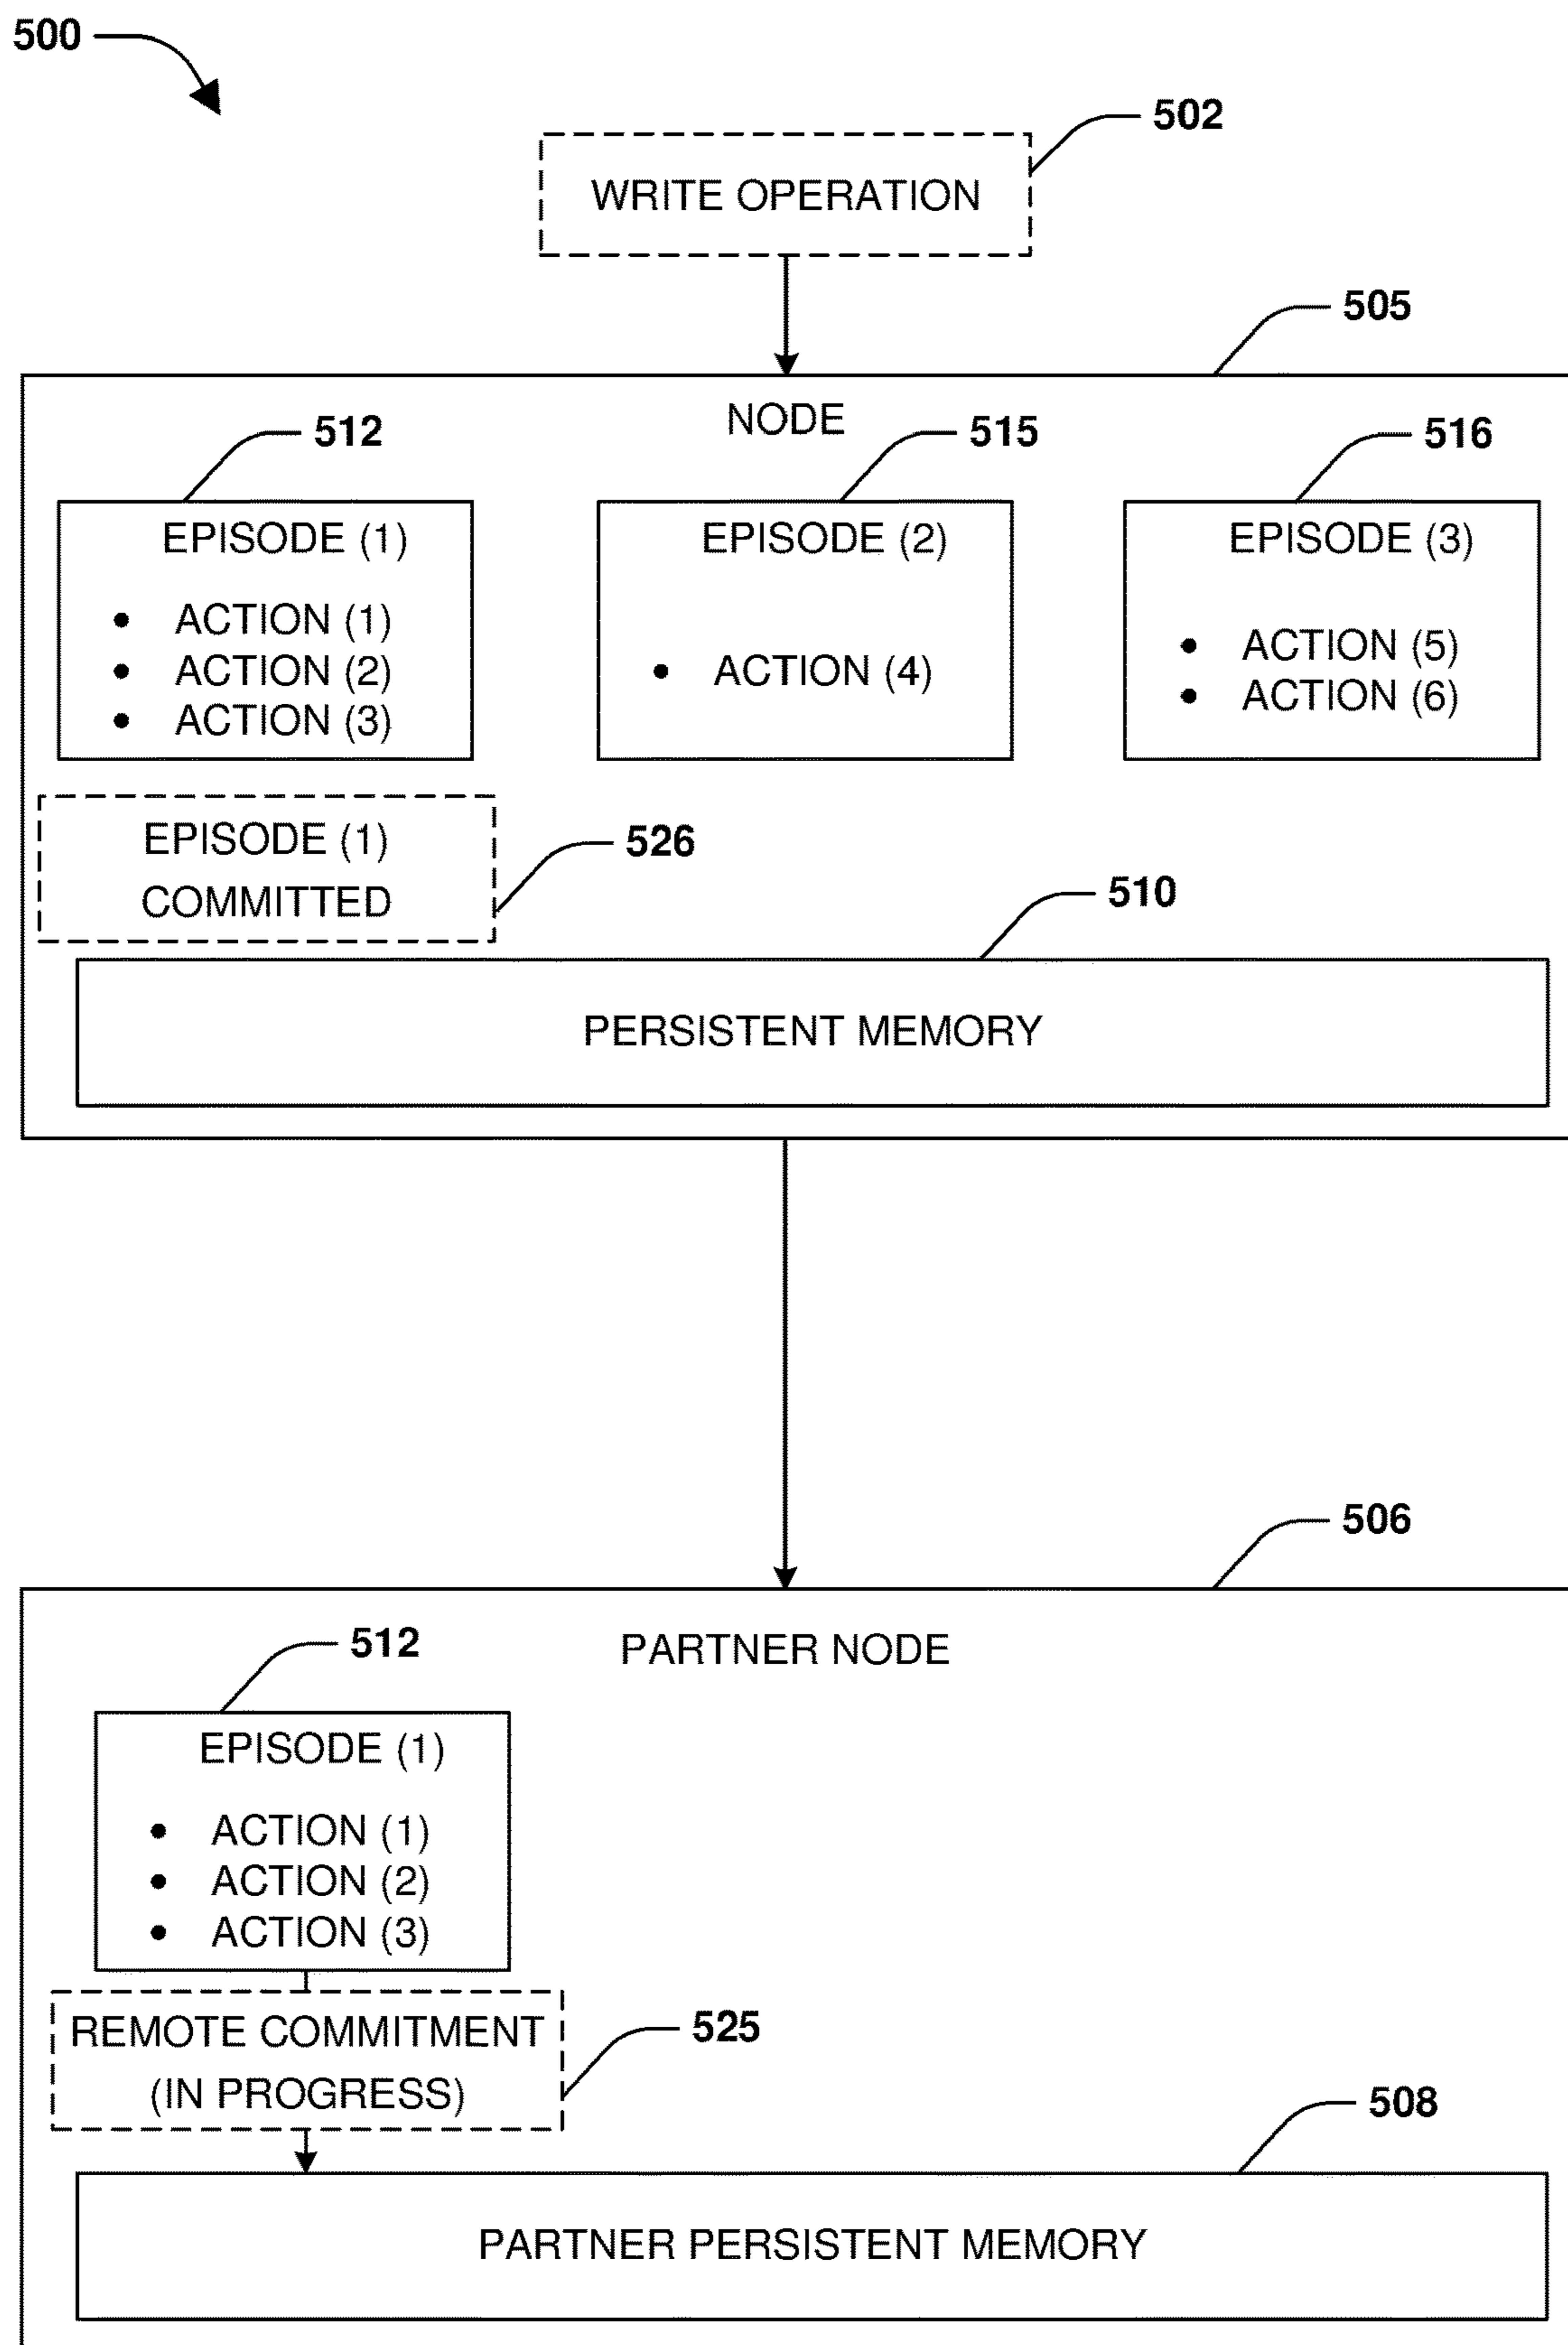 500
502
WRITE OPERATION
505
NODE
512
515
516
EPISODE (1)
• ACTION (1)
• ACTION (2)
• ACTION (3)
EPISODE (2)
• ACTION (4)
EPISODE (3)
• ACTION (5)
• ACTION (6)
EPISODE (1)
COMMITTED
526
510
PERSISTENT MEMORY
506
PARTNER NODE
512
EPISODE (1)
• ACTION (1)
• ACTION (2)
• ACTION (3)
REMOTE COMMITMENT
(IN PROGRESS)
525
508
PARTNER PERSISTENT MEMORY